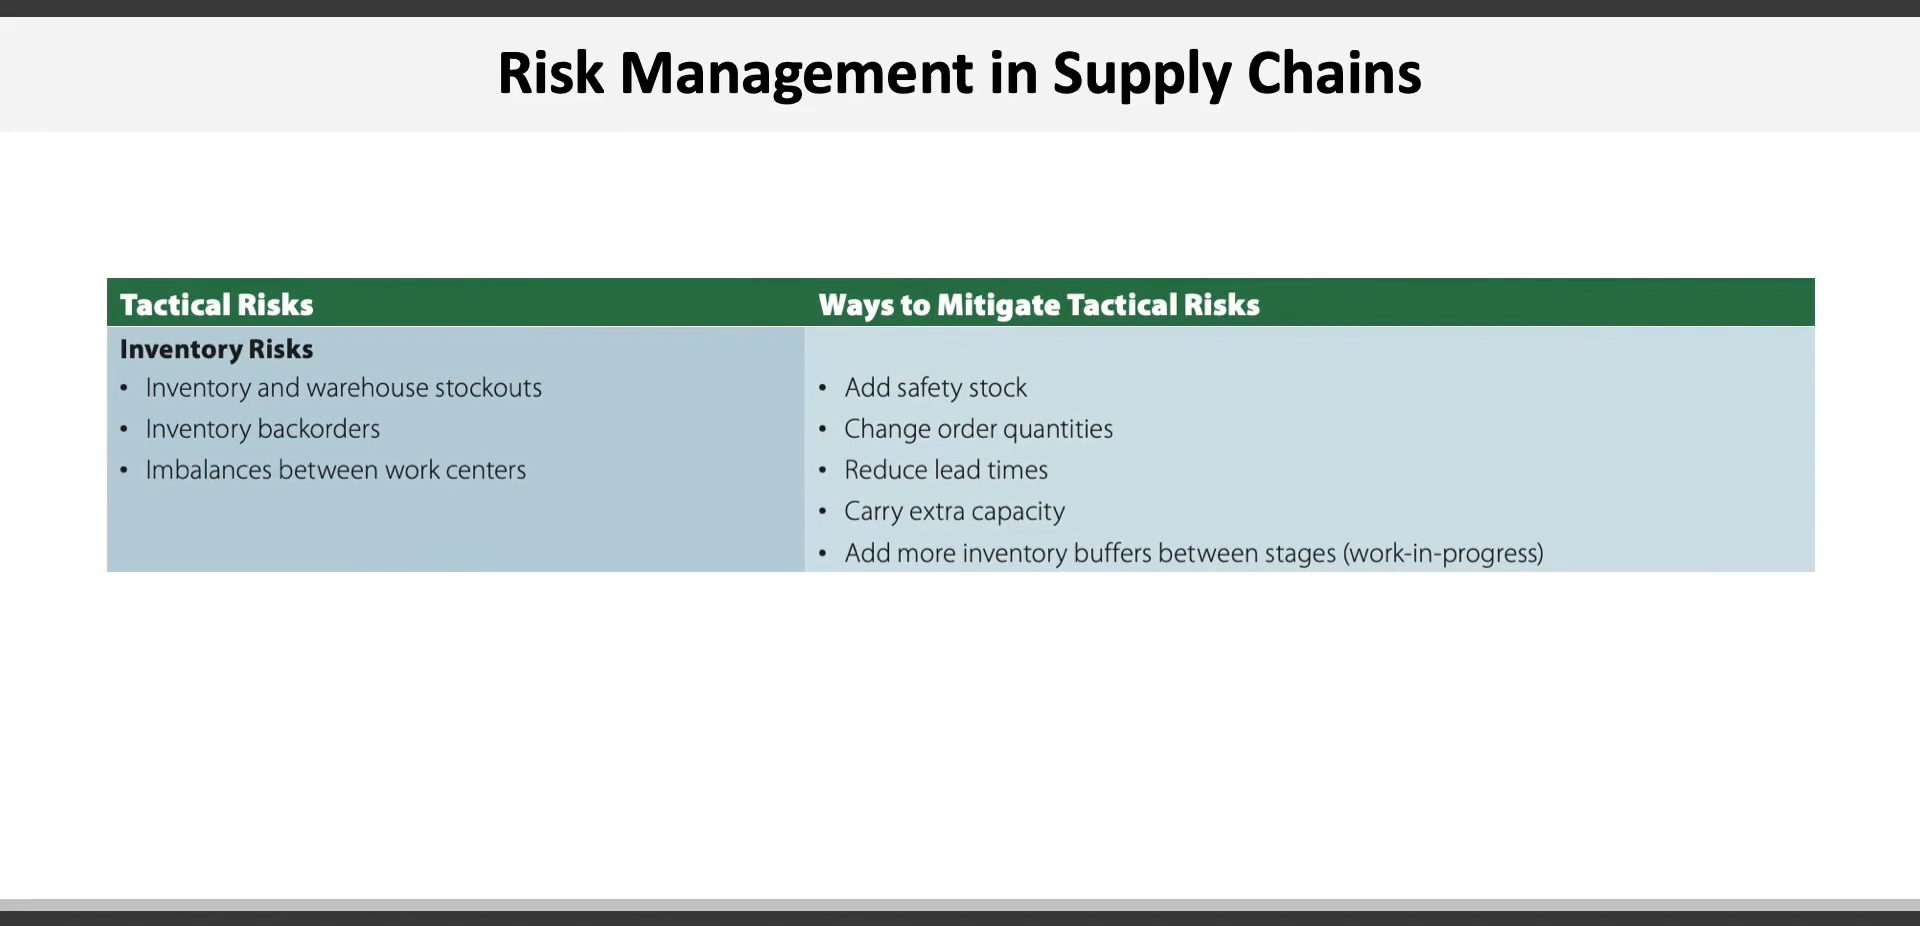 Risk Management in Supply Chains
Tactical Risks
Ways to Mitigate Tactical Risks
Inventory Risks
• Inventory and warehouse stockouts
• Inventory backorders
• Imbalances between work centers
• Add safety stock
• Change order quantities
• Reduce lead times
• Carry extra capacity
• Add more inventory buffers between stages (work-in-progress)